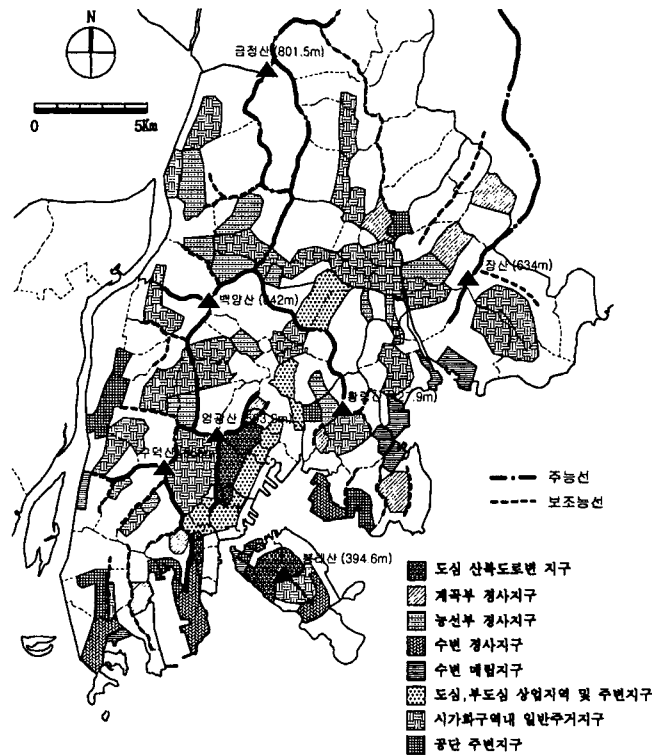 N
금정산 (801.5m)
0 5Km
장산 (634m)
백양산 (642m)
황령산 (427.9m)
엄광산
구덕산
봉래산 (394.6m)
주능선
보조능선
도심 산복도로변 지구
계곡부 경사지구
능선부 경사지구
수변 경사지구
수변 매립지구
도심,부도심 상업지역 및 주변지구
시가화구역내 일반주거지구
공단 주변지구